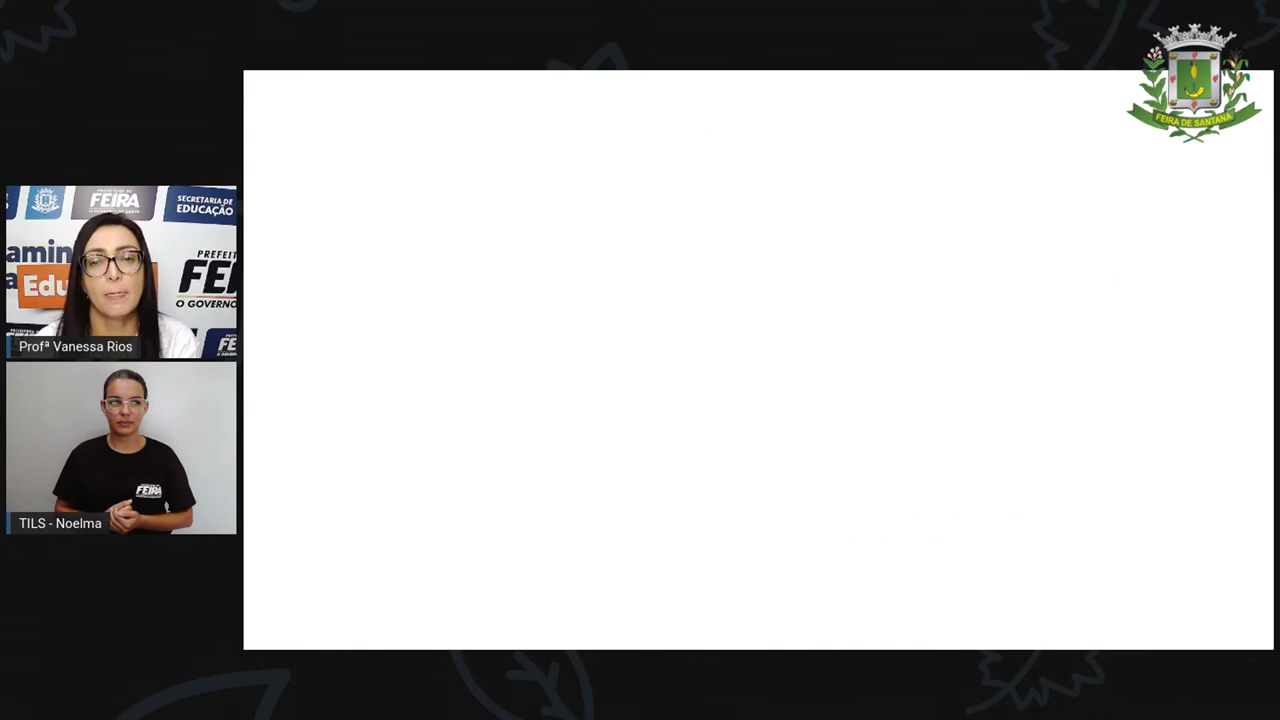 FEIRA DE SANTANA
PREFEITURA DE
FEIRA
SECRETARIA DE
EDUCAÇÃO
amin
Edu
PREFEIT
FEI
O GOVERNO
Profª Vanessa Rios
FEIRA
TILS - Noelma